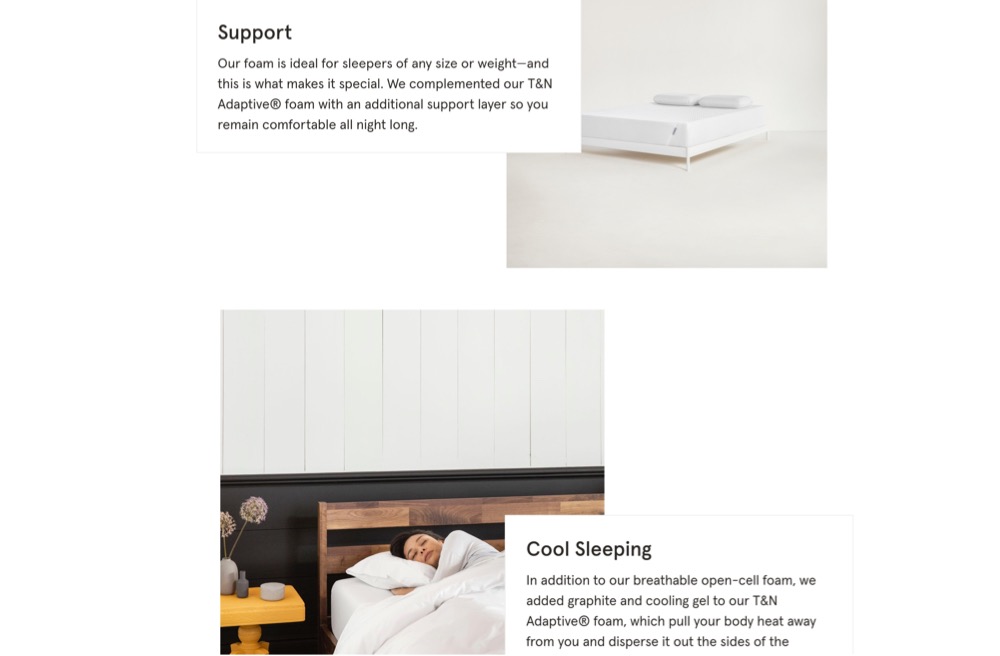 Support
Our foam is ideal for sleepers of any size or weight—and
this is what makes it special. We complemented our T&N
Adaptive® foam with an additional support layer so you
remain comfortable all night long.
Cool Sleeping
In addition to our breathable open-cell foam, we
added graphite and cooling gel to our T&N
Adaptive® foam, which pull your body heat away
from you and disperse it out the sides of the